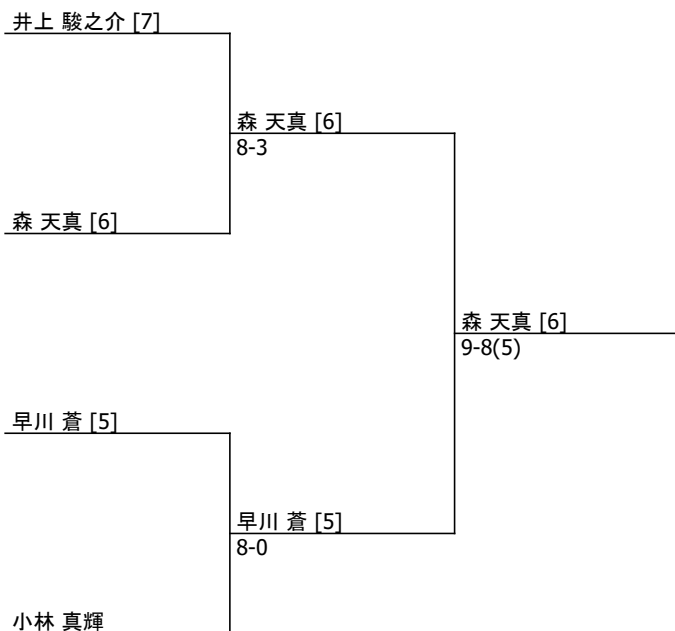 井上 駿之介 [7]
森 天真 [6]
8-3
森 天真 [6]
森 天真 [6]
9-8(5)
早川 蒼 [5]
早川 蒼 [5]
8-0
小林 真輝